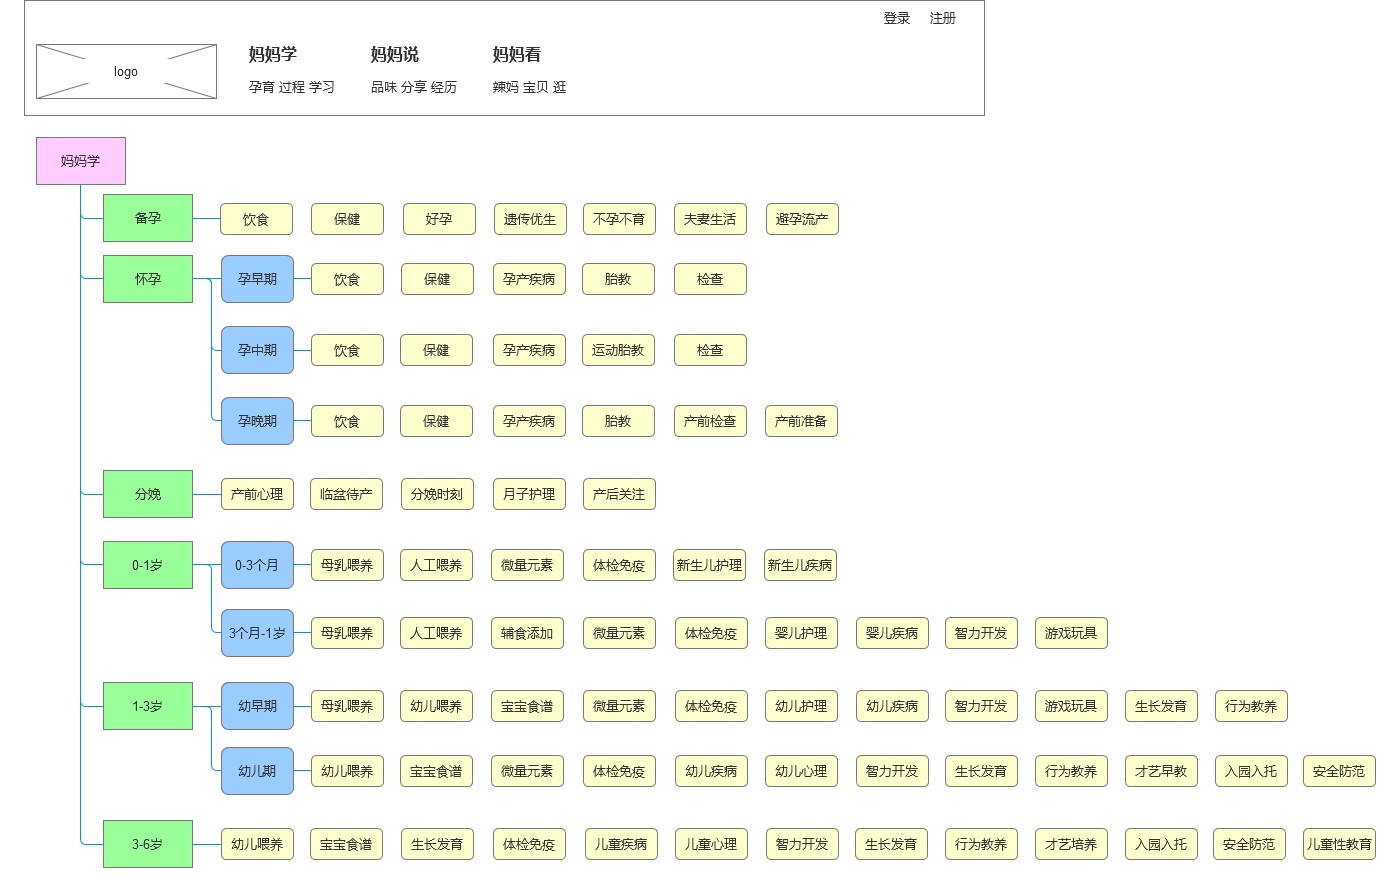 登录 注册
logo
妈妈学 妈妈说 妈妈看
孕育 过程 学习 品味 分享 经历 辣妈 宝贝 逛
妈妈学
备孕 饮食 保健 好孕 遗传优生 不孕不育 夫妻生活 避孕流产
怀孕 孕早期 饮食 保健 孕产疾病 胎教 检查
孕中期 饮食 保健 孕产疾病 运动胎教 检查
孕晚期 饮食 保健 孕产疾病 胎教 产前检查 产前准备
分娩 产前心理 临盆待产 分娩时刻 月子护理 产后关注
0-1岁 0-3个月 母乳喂养 人工喂养 微量元素 体检免疫 新生儿护理 新生儿疾病
3个月-1岁 母乳喂养 人工喂养 辅食添加 微量元素 体检免疫 婴儿护理 婴儿疾病 智力开发 游戏玩具
1-3岁 幼早期 母乳喂养 幼儿喂养 宝宝食谱 微量元素 体检免疫 幼儿护理 幼儿疾病 智力开发 游戏玩具 生长发育 行为教养
幼儿期 幼儿喂养 宝宝食谱 微量元素 体检免疫 幼儿疾病 幼儿心理 智力开发 生长发育 行为教养 才艺早教 入园入托 安全防范
3-6岁 幼儿喂养 宝宝食谱 生长发育 体检免疫 儿童疾病 儿童心理 智力开发 生长发育 行为教养 才艺培养 入园入托 安全防范 儿童性教育